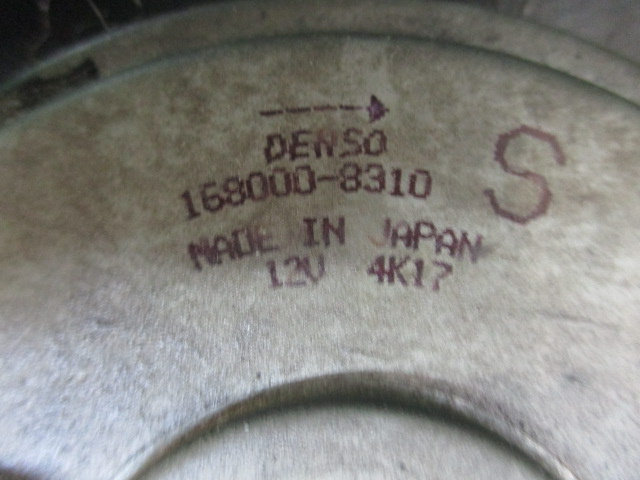 DENSO
168000-8310
S
MADE IN JAPAN
12V 4K17